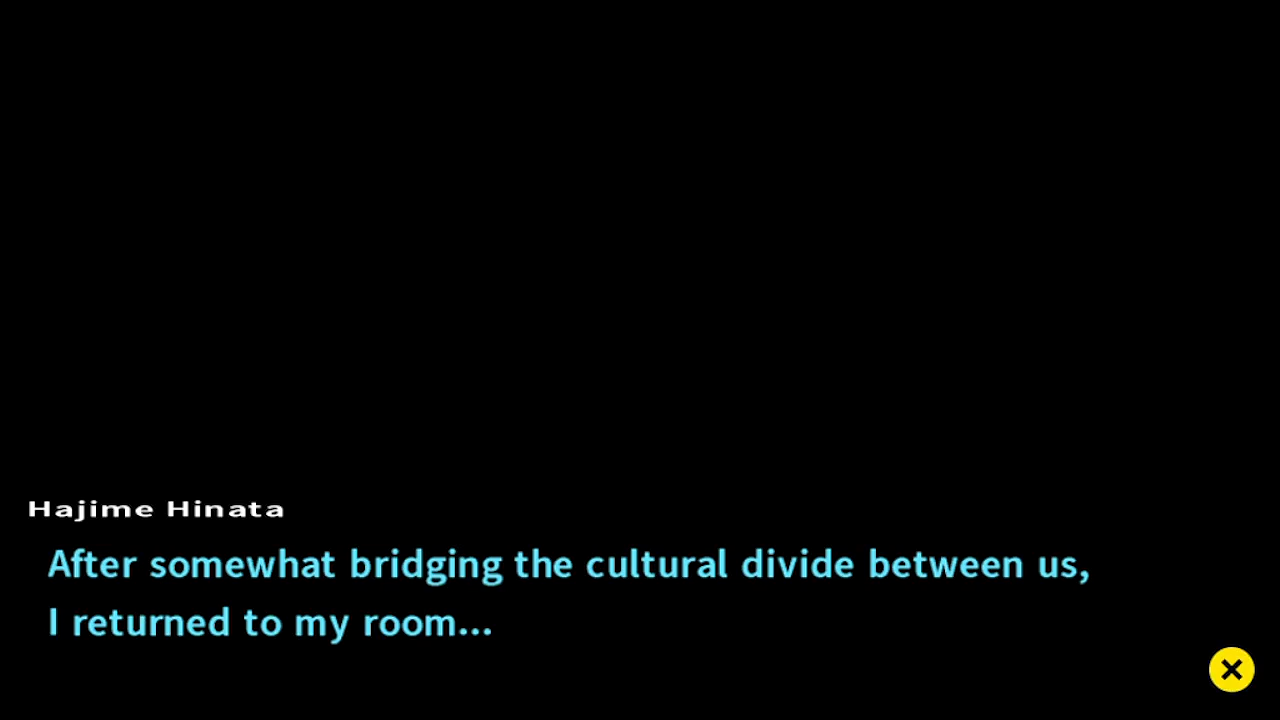 Hajime Hinata
After somewhat bridging the cultural divide between us,
I returned to my room...